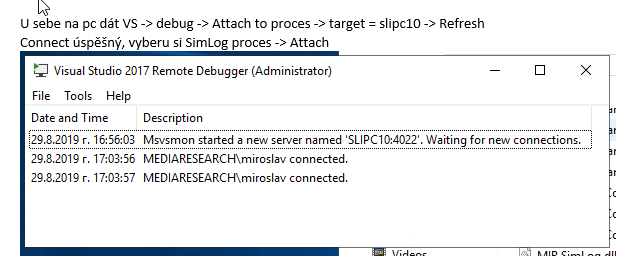 U sebe na pc dát VS -> debug -> Attach to proces -> target = slipc10 -> Refresh
Connect úspěšný, vyberu si SimLog proces -> Attach
Visual Studio 2017 Remote Debugger (Administrator)
File Tools Help
Date and Time Description
29.8.2019 г. 16:56:03 Msvsmon started a new server named 'SLIPC10:4022'. Waiting for new connections.
29.8.2019 г. 17:03:56 MEDIARESEARCH\miroslav connected.
29.8.2019 г. 17:03:57 MEDIARESEARCH\miroslav connected.
Videos